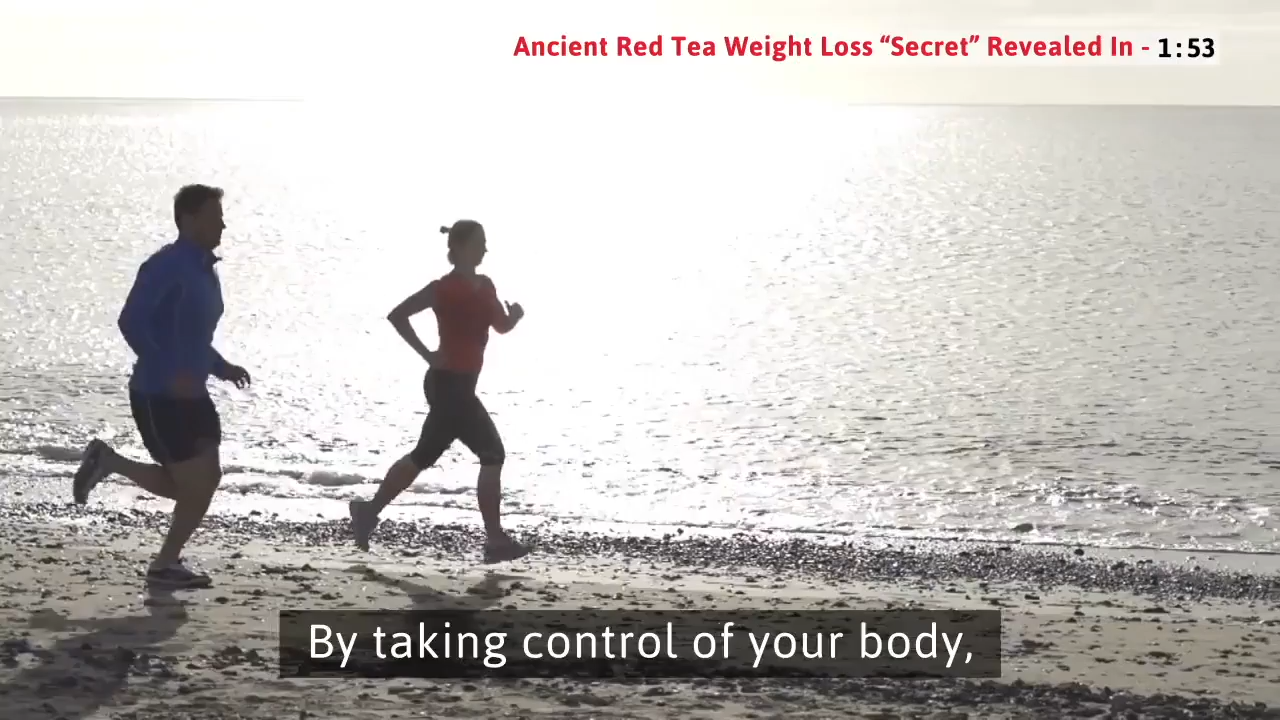 Ancient Red Tea Weight Loss “Secret” Revealed In - 1:53
By taking control of your body,